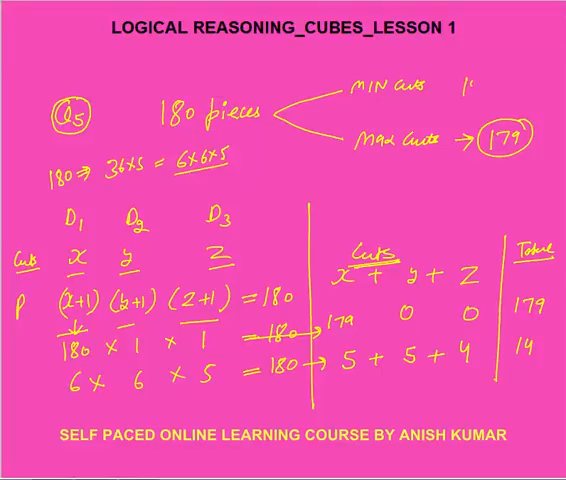 LOGICAL REASONING_CUBES_LESSON 1
Q5 180 pieces
MIN Cuts 1
Max Cuts → 179
180 ⇒ 36×5 = 6×6×5
D1 D2 D3
Cuts x y z
Cuts
x + y + z
Total
P (x+1) (y+1) (z+1) = 180
180 × 1 × 1 = 180 → 179 0 0 179
6 × 6 × 5 = 180 → 5 + 5 + 4 14
SELF PACED ONLINE LEARNING COURSE BY ANISH KUMAR